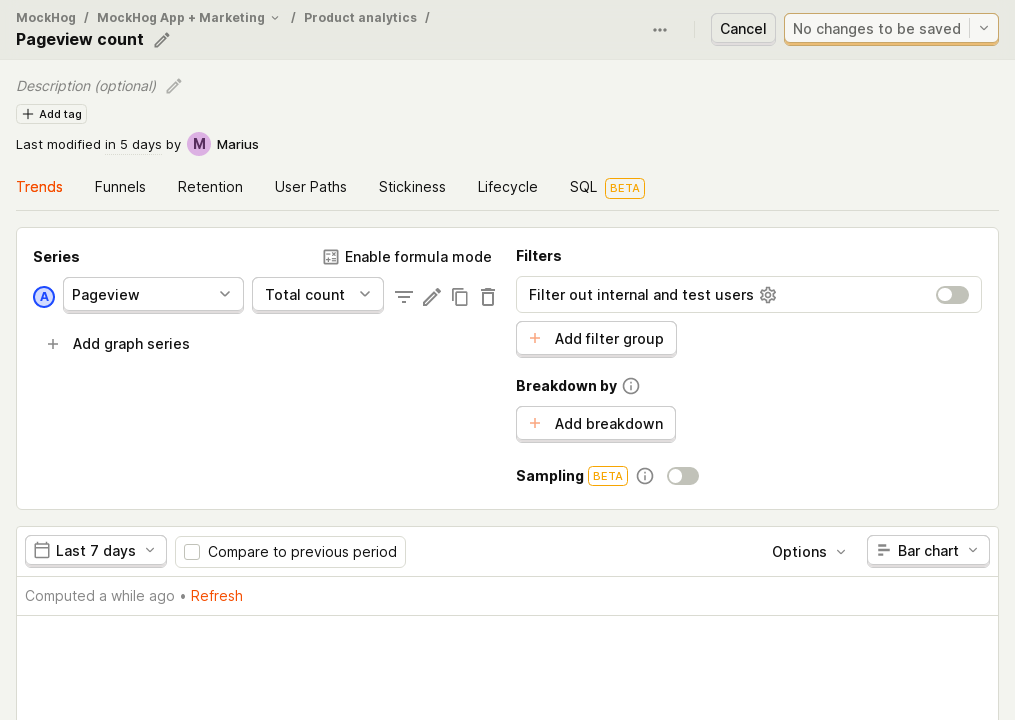 MockHog / MockHog App + Marketing / Product analytics /
Pageview count
Cancel
No changes to be saved
Description (optional)
Add tag
Last modified in 5 days by M Marius
Trends Funnels Retention User Paths Stickiness Lifecycle SQL BETA
Series
Enable formula mode
A Pageview Total count
Add graph series
Filters
Filter out internal and test users
Add filter group
Breakdown by
Add breakdown
Sampling BETA
Last 7 days Compare to previous period Options Bar chart
Computed a while ago • Refresh